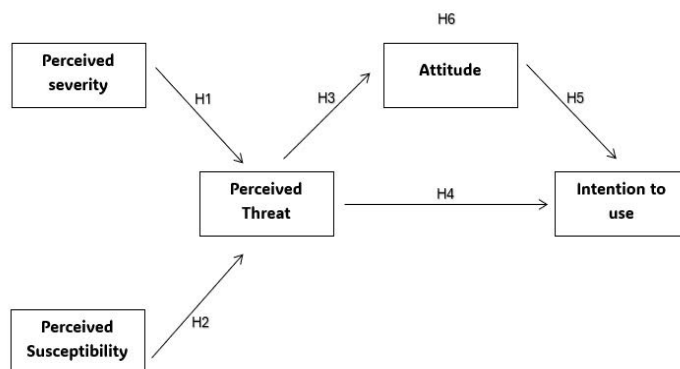 H6
Perceived
severity
Attitude
H1
H3
H5
Perceived
Threat
H4
Intention to
use
H2
Perceived
Susceptibility